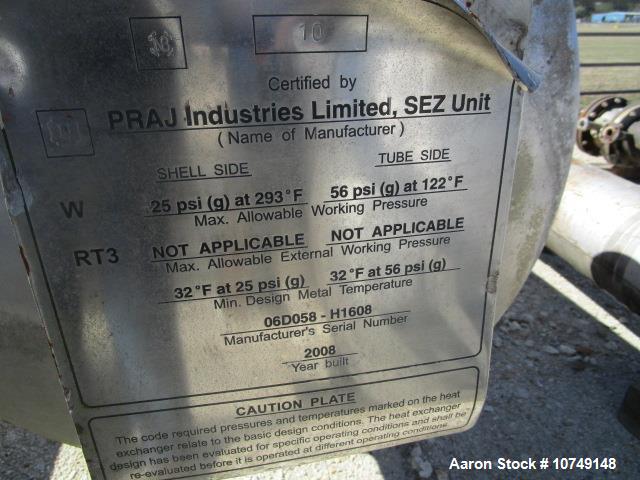 10
Certified by
PRAJ Industries Limited, SEZ Unit
( Name of Manufacturer )
SHELL SIDE TUBE SIDE
W 25 psi (g) at 293°F 56 psi (g) at 122°F
Max. Allowable Working Pressure
RT3 NOT APPLICABLE NOT APPLICABLE
Max. Allowable External Working Pressure
32°F at 25 psi (g) 32°F at 56 psi (g)
Min. Design Metal Temperature
06D058 - H1608
Manufacturer's Serial Number
2008
Year built
CAUTION PLATE
The code required pressures and temperatures marked on the heat
exchanger relate to the basic design conditions. The heat exchanger
design has been evaluated for specific operating conditions and shall be
re-evaluated before it is operated at different operating conditions.
Aaron Stock # 10749148